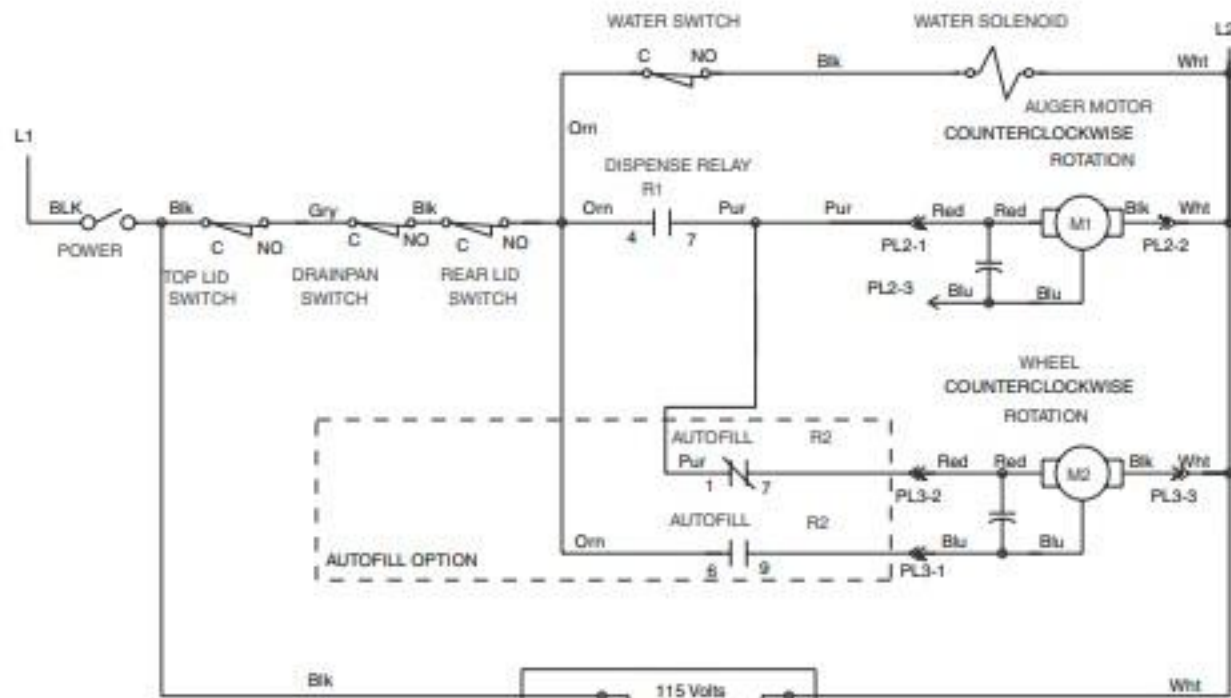 WATER SWITCH WATER SOLENOID L2
C NO Blk Wht
AUGER MOTOR
L1 Orn COUNTERCLOCKWISE
DISPENSE RELAY ROTATION
R1
BLK Blk Gry Blk Orn Pur Pur Red Red M1 Blk Wht
C NO C NO C NO 4 7 PL2-1 PL2-2
POWER
TOP LID SWITCH
DRAINPAN SWITCH
REAR LID SWITCH
PL2-3 Blu Blu
WHEEL
COUNTERCLOCKWISE
ROTATION
AUTOFILL R2
Pur 1 7 Red Red M2 Blk Wht
PL3-2 PL3-3
AUTOFILL R2
Orn Blu Blu
AUTOFILL OPTION 6 9 PL3-1
Blk 115 Volts Wht